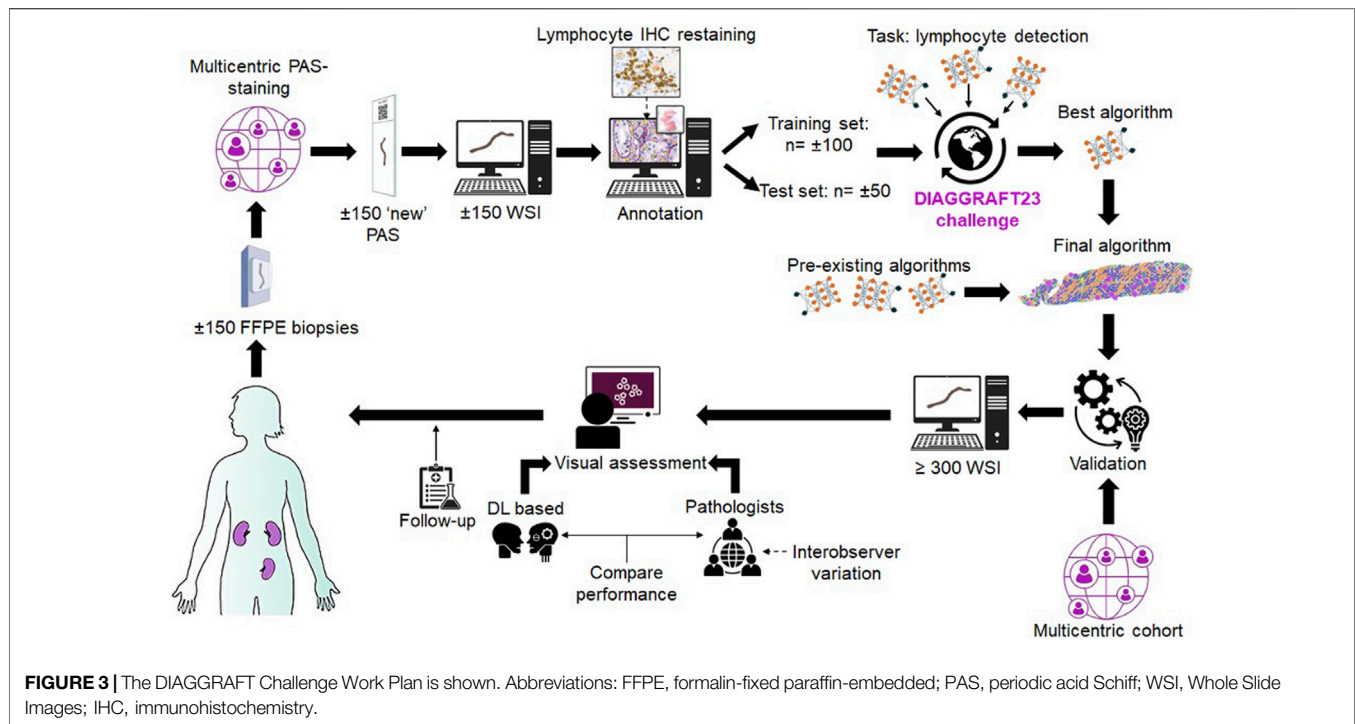 Lymphocyte IHC restaining
Task: lymphocyte detection
Multicentric PAS-
staining
Best algorithm
Training set:
n= ±100
Test set: n= ±50
±150 ‘new’
PAS
±150 WSI
Annotation
DIAGGRAFT23
challenge
Final algorithm
Pre-existing algorithms
±150 FFPE biopsies
≥ 300 WSI
Validation
Visual assessment
Follow-up
DL based
Pathologists
Interobserver
variation
Compare
performance
Multicentric cohort
FIGURE 3 | The DIAGGRAFT Challenge Work Plan is shown. Abbreviations: FFPE, formalin-fixed paraffin-embedded; PAS, periodic acid Schiff; WSI, Whole Slide
Images; IHC, immunohistochemistry.